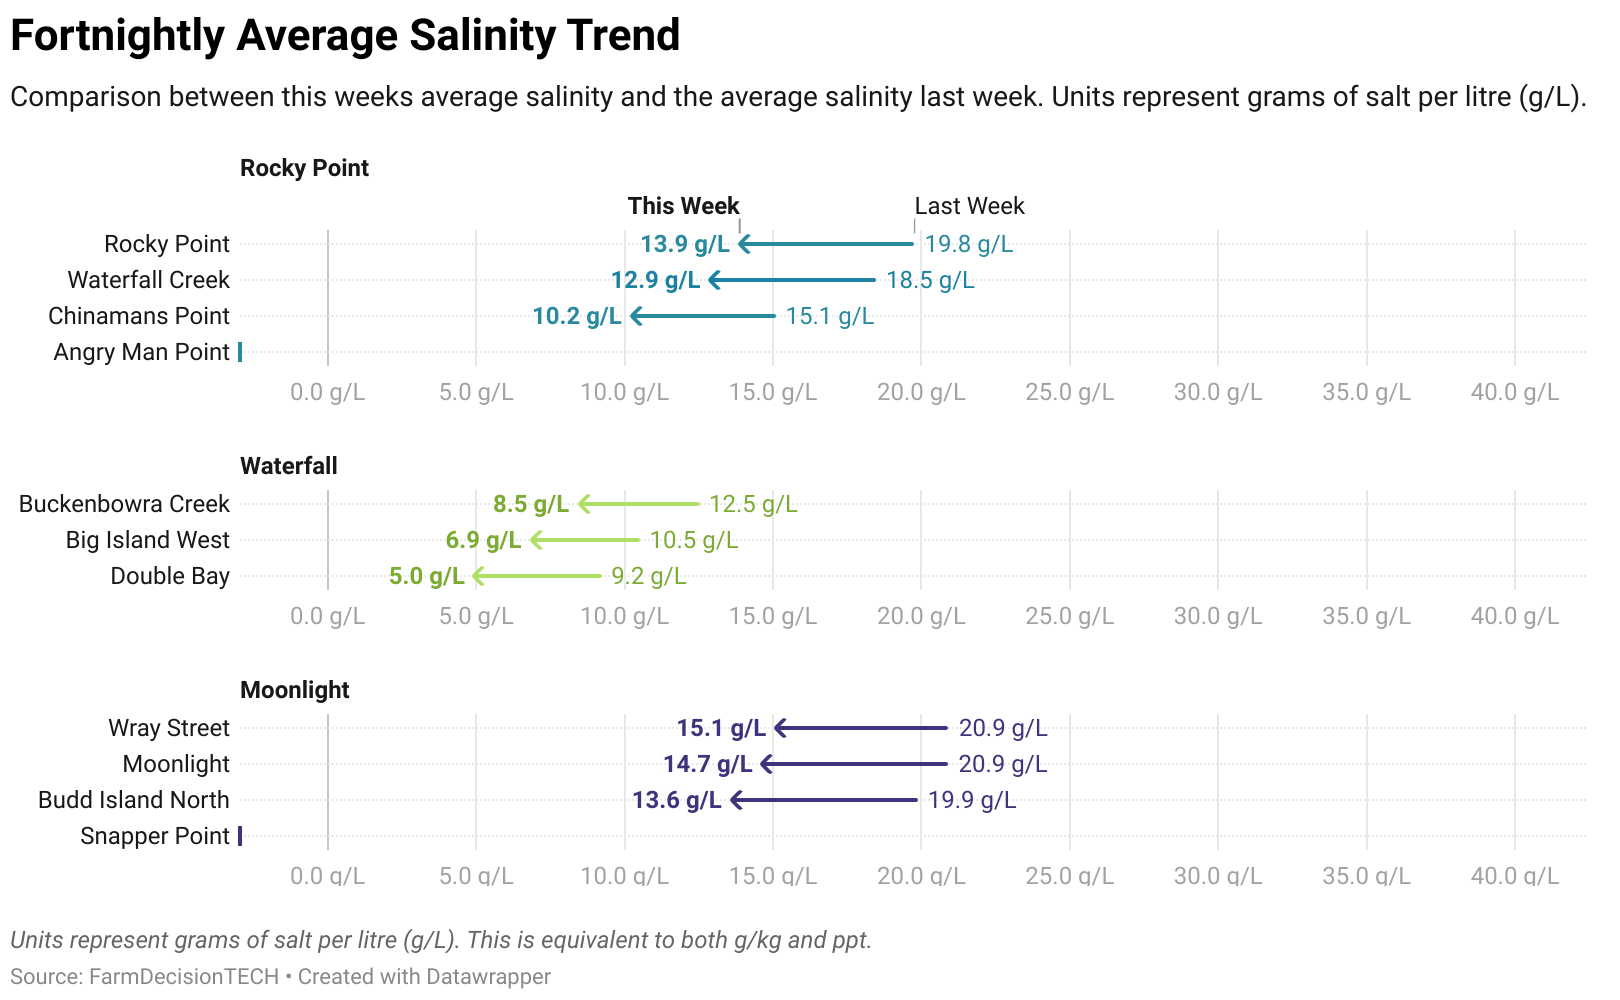 Fortnightly Average Salinity Trend
Comparison between this weeks average salinity and the average salinity last week. Units represent grams of salt per litre (g/L).
Rocky Point
This Week Last Week
Rocky Point 13.9 g/L 19.8 g/L
Waterfall Creek 12.9 g/L 18.5 g/L
Chinamans Point 10.2 g/L 15.1 g/L
Angry Man Point
0.0 g/L 5.0 g/L 10.0 g/L 15.0 g/L 20.0 g/L 25.0 g/L 30.0 g/L 35.0 g/L 40.0 g/L
Waterfall
Buckenbowra Creek 8.5 g/L 12.5 g/L
Big Island West 6.9 g/L 10.5 g/L
Double Bay 5.0 g/L 9.2 g/L
0.0 g/L 5.0 g/L 10.0 g/L 15.0 g/L 20.0 g/L 25.0 g/L 30.0 g/L 35.0 g/L 40.0 g/L
Moonlight
Wray Street 15.1 g/L 20.9 g/L
Moonlight 14.7 g/L 20.9 g/L
Budd Island North 13.6 g/L 19.9 g/L
Snapper Point
0.0 g/L 5.0 g/L 10.0 g/L 15.0 g/L 20.0 g/L 25.0 g/L 30.0 g/L 35.0 g/L 40.0 g/L
Units represent grams of salt per litre (g/L). This is equivalent to both g/kg and ppt.
Source: FarmDecisionTECH • Created with Datawrapper